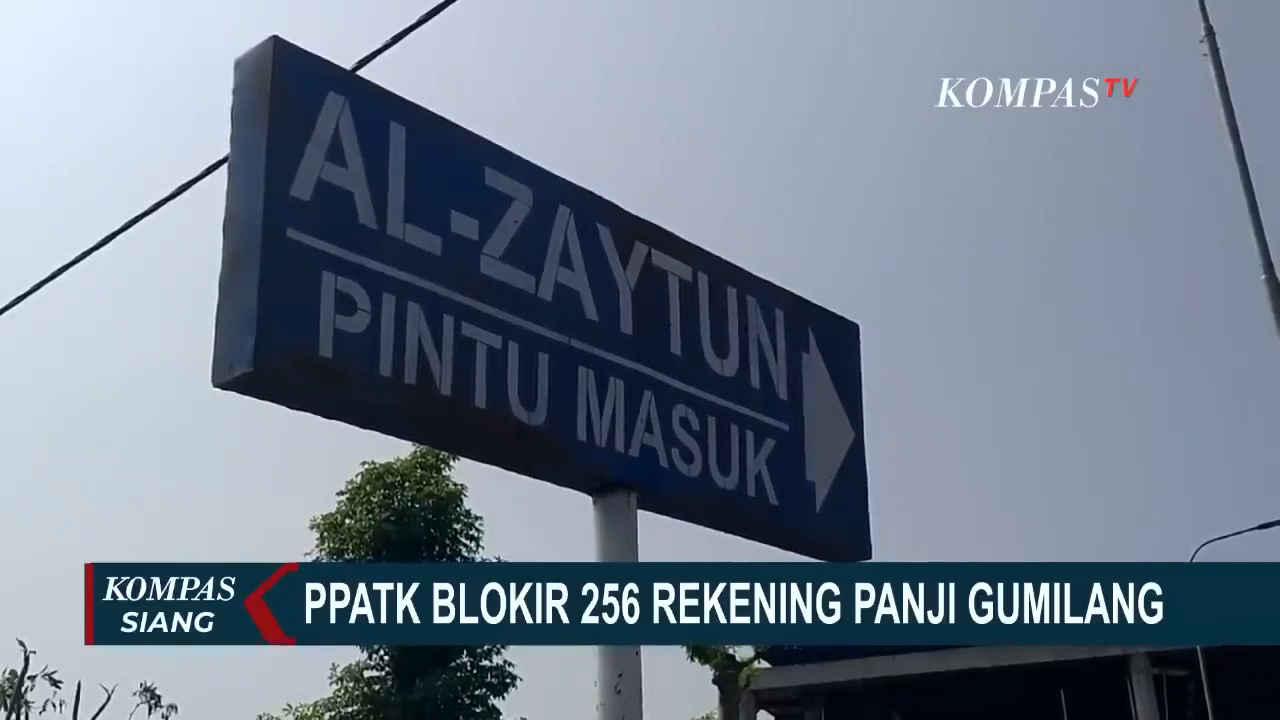 KOMPASTV
AL-ZAYTUN
PINTU MASUK
KOMPAS
SIANG
PPATK BLOKIR 256 REKENING PANJI GUMILANG